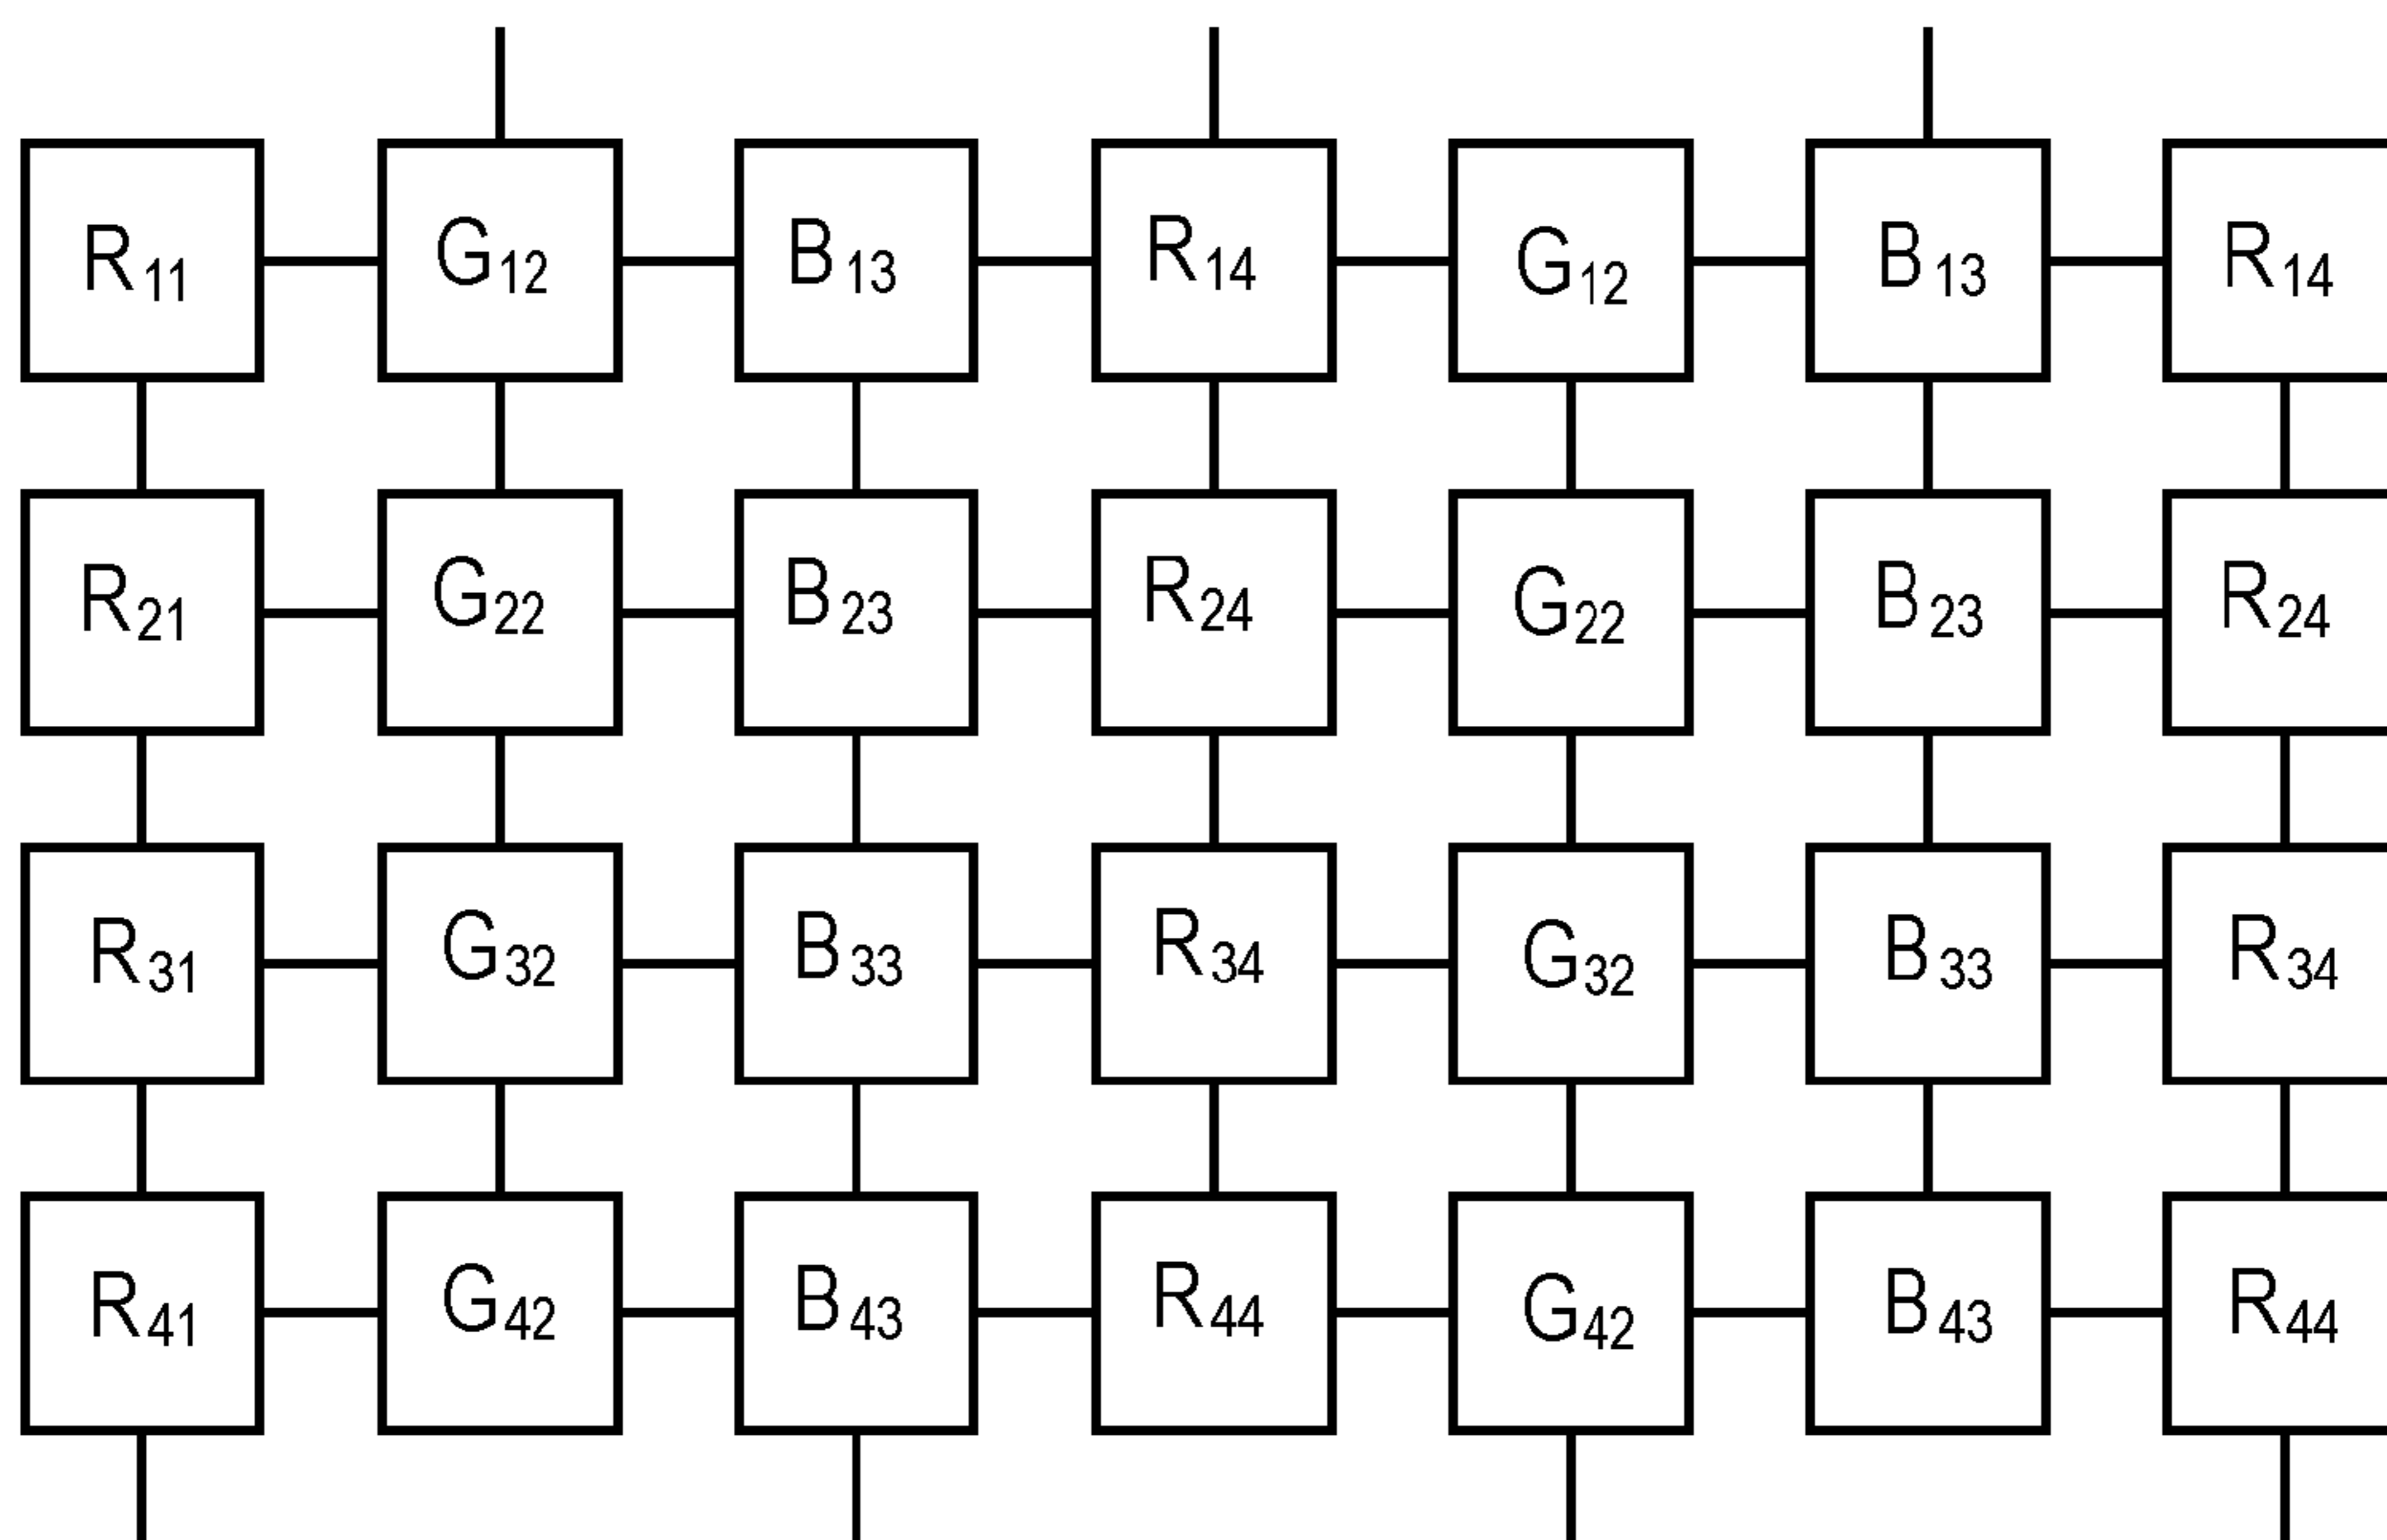 R11 G12 B13 R14 G12 B13 R14
R21 G22 B23 R24 G22 B23 R24
R31 G32 B33 R34 G32 B33 R34
R41 G42 B43 R44 G42 B43 R44